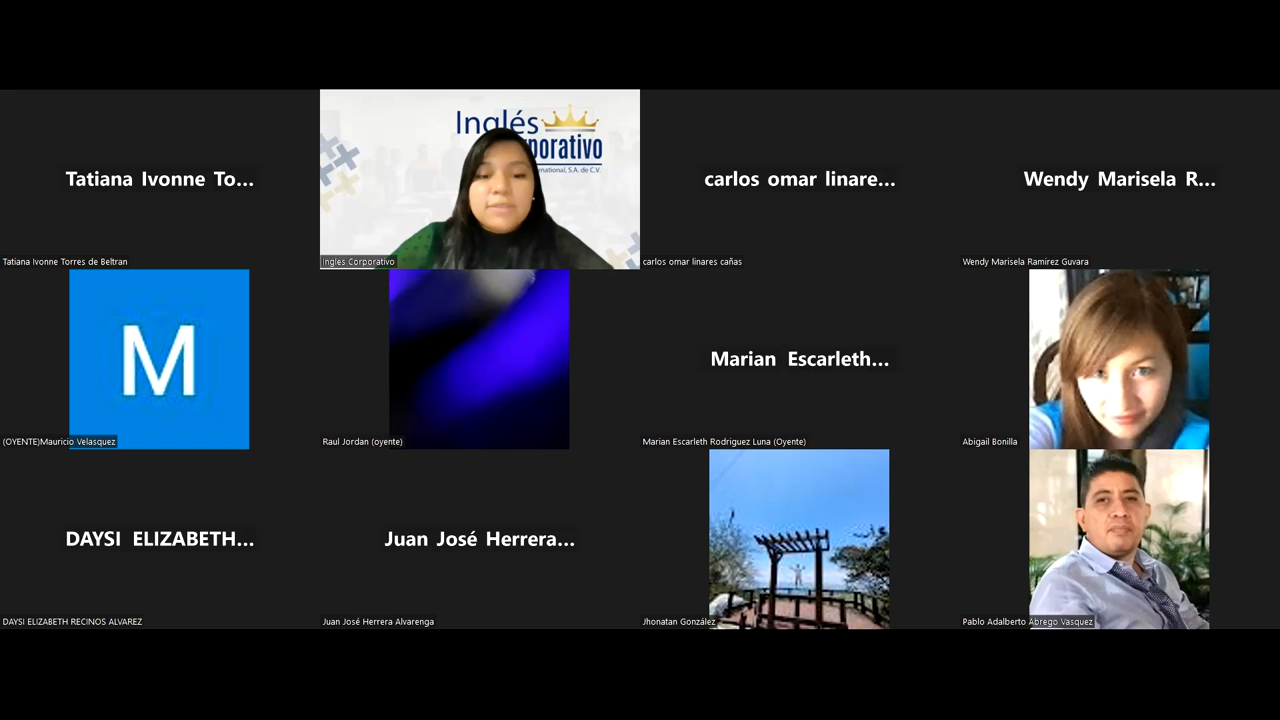 Tatiana Ivonne To...
Tatiana Ivonne Torres de Beltran
Inglés
porativo
rnational, S.A. de C.V.
Ingles Corporativo
carlos omar linare...
carlos omar linares cañas
Wendy Marisela R...
Wendy Marisela Ramirez Guvara
M
(OYENTE)Mauricio Velasquez
Raul Jordan (oyente)
Marian Escarleth...
Marian Escarleth Rodriguez Luna (Oyente)
Abigail Bonilla
DAYSI ELIZABETH...
DAYSI ELIZABETH RECINOS ALVAREZ
Juan José Herrera...
Juan José Herrera Alvarenga
Jhonatan González
Pablo Adalberto Abrego Vasquez